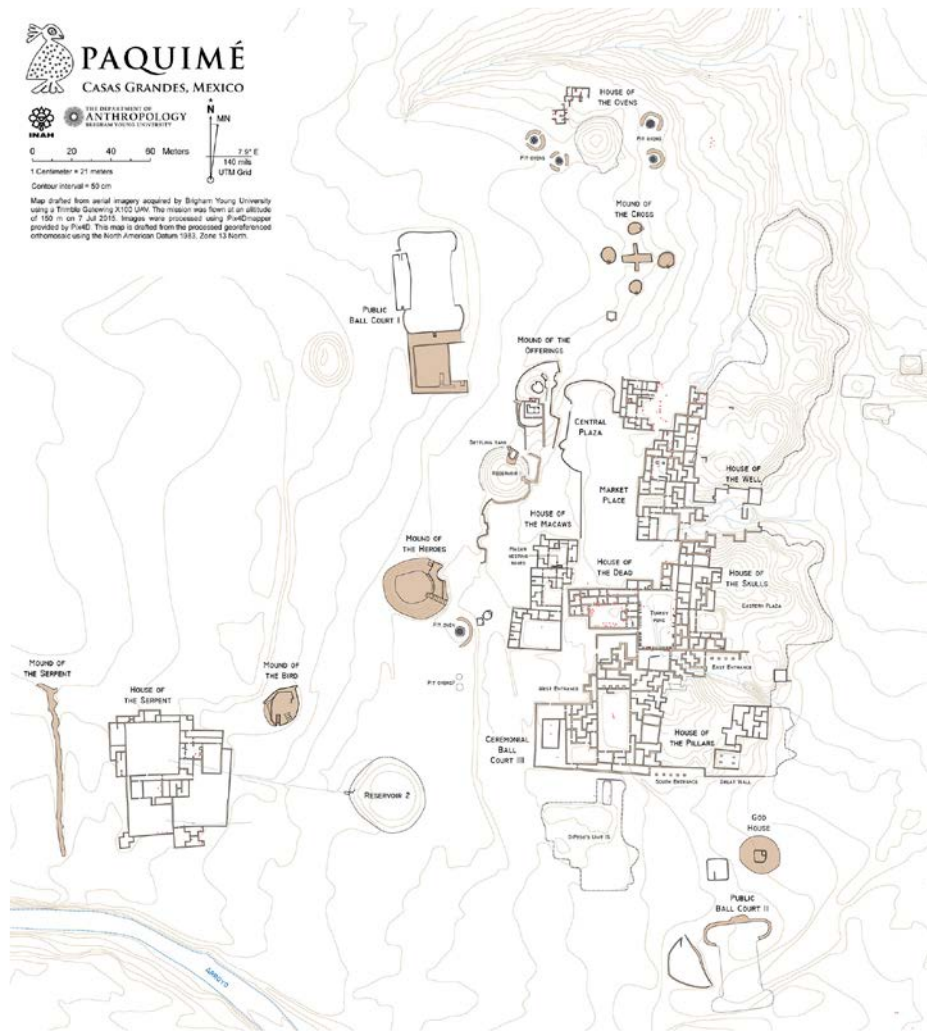 PAQUIMÉ
CASAS GRANDES, MEXICO
INAH
THE DEPARTMENT OF
ANTHROPOLOGY
BRIGHAM YOUNG UNIVERSITY
N
MN
0 20 40 60 Meters
7.9° E
140 mils
UTM Grid
1 Centimeter = 21 meters
Contour interval = 50 cm
Map drafted from aerial imagery acquired by Brigham Young University
using a Trimble Gatewing X100 UAV. The mission was flown at an altitude
of 150 m on 7 Jul 2015. Images were processed using Pix4Dmapper
provided by Pix4D. This map is drafted from the processed georeferenced
orthomosaic using the North American Datum 1983, Zone 13 North.
HOUSE OF
THE OVENS
PIT OVENS
PIT OVENS
MOUND OF
THE CROSS
PUBLIC
BALL COURT I
MOUND OF THE
OFFERINGS
CENTRAL
PLAZA
SETTLING TANK
RESERVOIR
MARKET
PLACE
HOUSE OF
THE WELL
HOUSE OF
THE MACAWS
MOUND OF
THE HEROES
MACAW
NESTING
BOXES
HOUSE OF
THE DEAD
HOUSE OF
THE SKULLS
EASTERN PLAZA
TURKEY
PENS
PIT OVEN
MOUND OF
THE SERPENT
HOUSE OF
THE SERPENT
MOUND OF
THE BIRD
PIT OVENS?
WEST ENTRANCE
EAST ENTRANCE
CEREMONIAL
BALL
COURT III
HOUSE OF
THE PILLARS
SOUTH ENTRANCE
GREAT WALL
RESERVOIR 2
DIPESO'S UNIT 15
GOD
HOUSE
PUBLIC
BALL COURT II
ARROYO